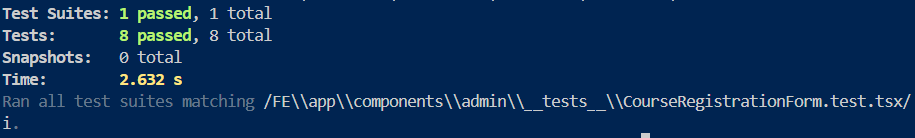 Test Suites: 1 passed, 1 total
Tests:       8 passed, 8 total
Snapshots:   0 total
Time:        2.632 s
Ran all test suites matching /FE\\app\\components\\admin\\__tests__\\CourseRegistrationForm.test.tsx/
i.